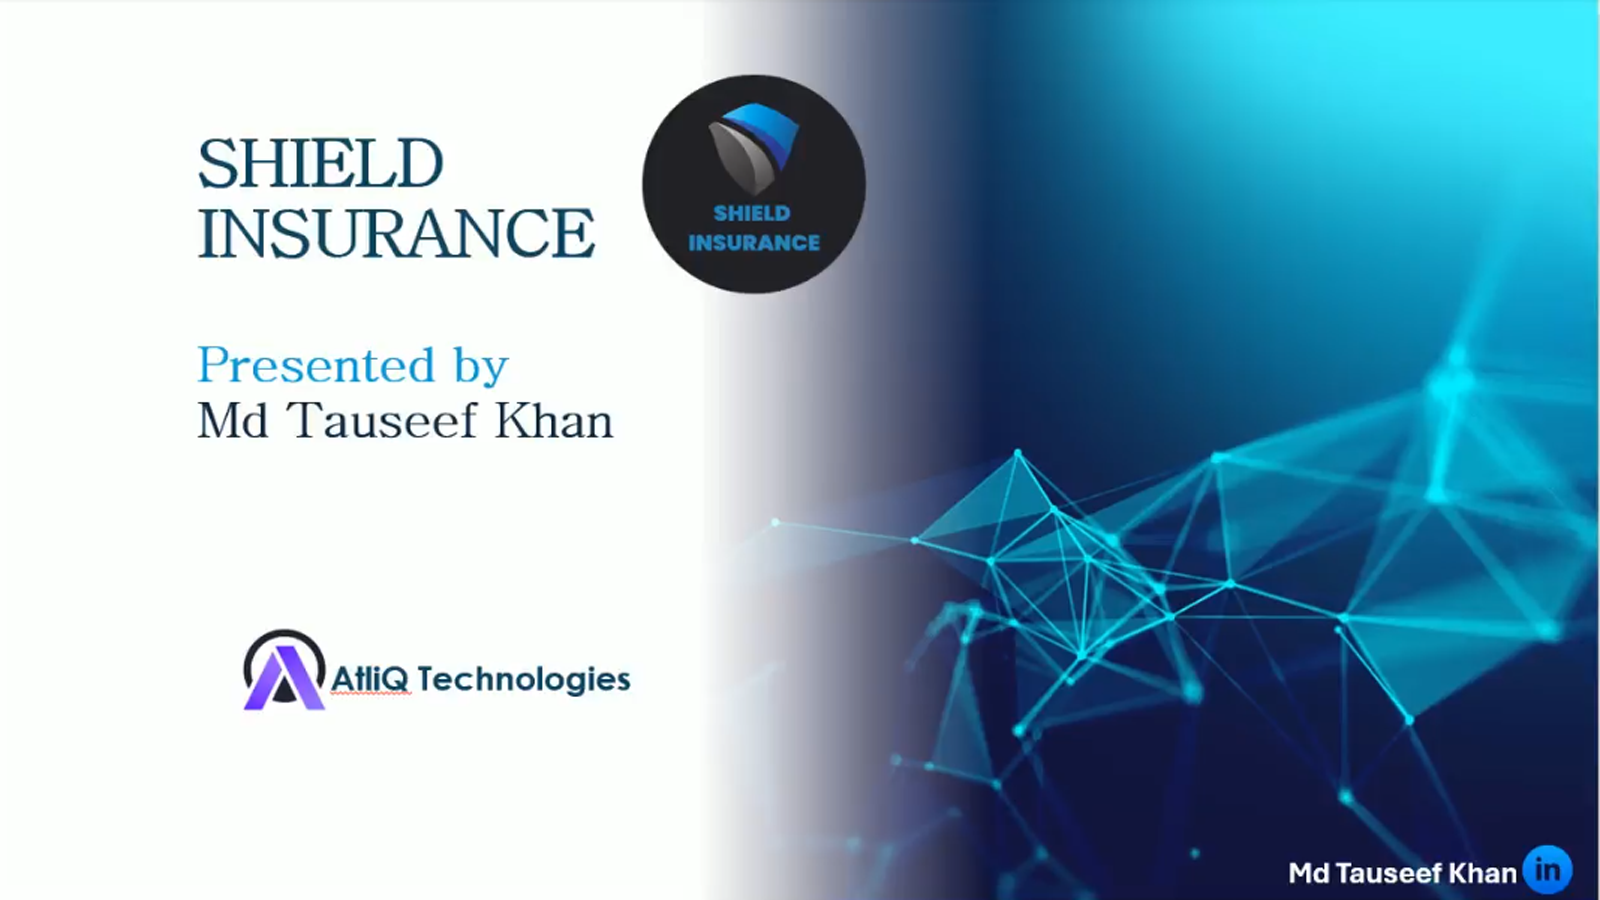 SHIELD
INSURANCE
SHIELD
INSURANCE
Presented by
Md Tauseef Khan
AtliQ Technologies
Md Tauseef Khan in